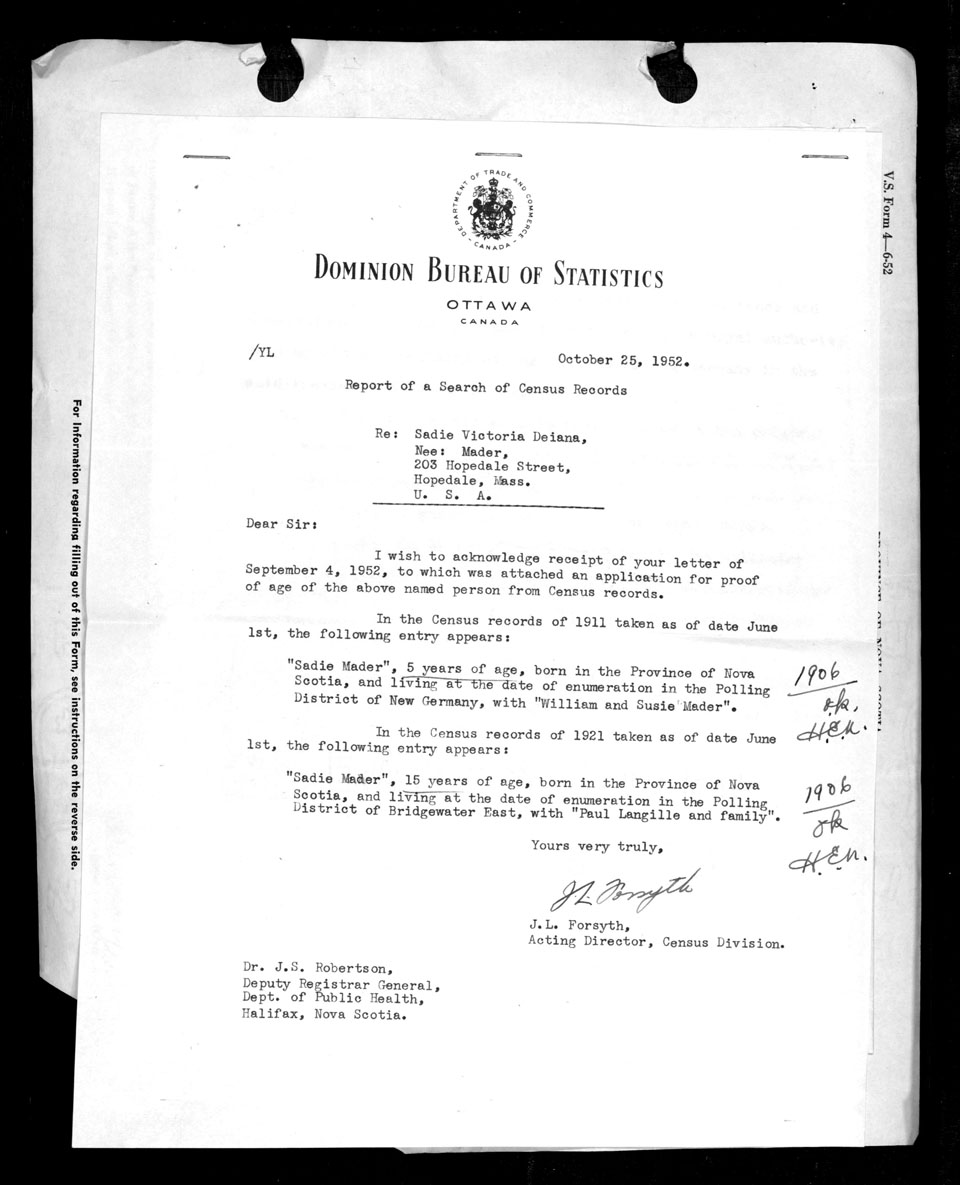 DEPARTMENT OF TRADE AND COMMERCE
- CANADA -
DOMINION BUREAU OF STATISTICS
OTTAWA
CANADA
/YL
October 25, 1952.
Report of a Search of Census Records
Re: Sadie Victoria Deiana,
Nee: Mader,
203 Hopedale Street,
Hopedale, Mass.
U. S. A.
Dear Sir:
I wish to acknowledge receipt of your letter of
September 4, 1952, to which was attached an application for proof
of age of the above named person from Census records.
In the Census records of 1911 taken as of date June
1st, the following entry appears:
"Sadie Mader", 5 years of age, born in the Province of Nova
Scotia, and living at the date of enumeration in the Polling
District of New Germany, with "William and Susie Mader".
1906
o.k.
H.E.N.
In the Census records of 1921 taken as of date June
1st, the following entry appears:
"Sadie Mader", 15 years of age, born in the Province of Nova
Scotia, and living at the date of enumeration in the Polling
District of Bridgewater East, with "Paul Langille and family".
1906
ok
H.E.N.
Yours very truly,
J.L. Forsyth
J.L. Forsyth,
Acting Director, Census Division.
Dr. J.S. Robertson,
Deputy Registrar General,
Dept. of Public Health,
Halifax, Nova Scotia.
For Information regarding filling out of this Form, see instructions on the reverse side.
V.S. Form 4—6-52